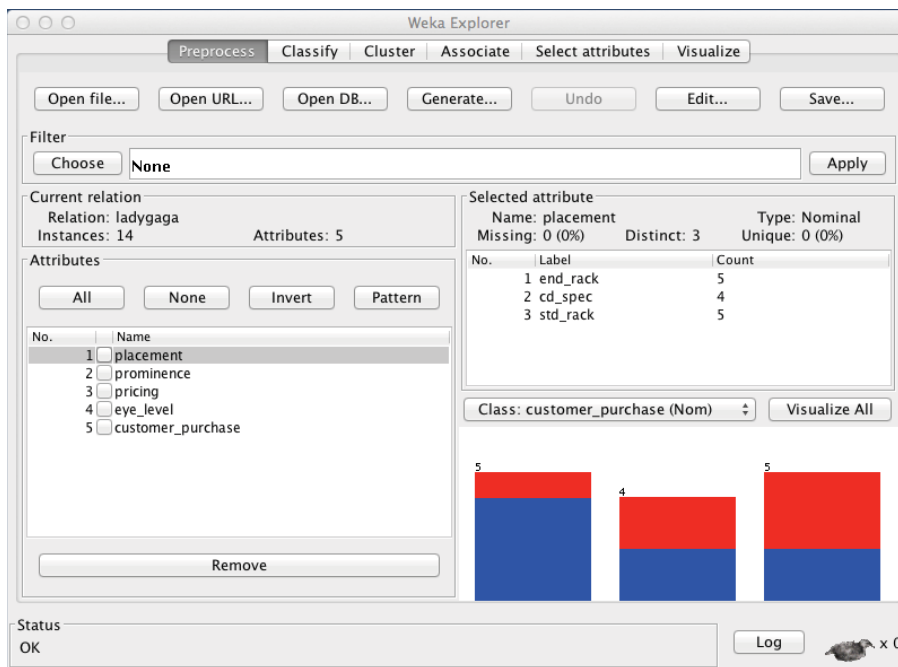 Weka Explorer
Preprocess Classify Cluster Associate Select attributes Visualize
Open file... Open URL... Open DB... Generate... Undo Edit... Save...
Filter
Choose None Apply
Current relation
Relation: ladygaga
Instances: 14 Attributes: 5
Attributes
All None Invert Pattern
No. Name
1 placement
2 prominence
3 pricing
4 eye_level
5 customer_purchase
Remove
Selected attribute
Name: placement Type: Nominal
Missing: 0 (0%) Distinct: 3 Unique: 0 (0%)
No. Label Count
1 end_rack 5
2 cd_spec 4
3 std_rack 5
Class: customer_purchase (Nom) Visualize All
5 4 5
Status
OK
Log x 0